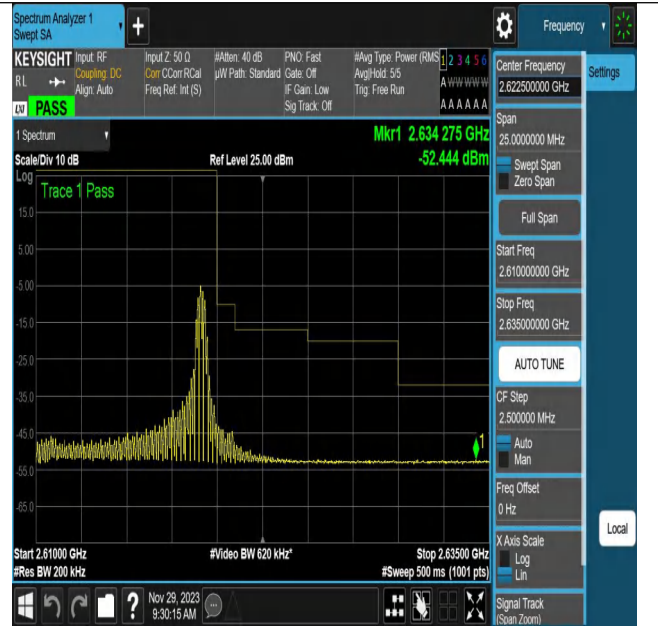 Spectrum Analyzer 1
Swept SA
+
Frequency
KEYSIGHT
RL
Input: RF
Coupling: DC
Align: Auto
Input Z: 50 Ω
Corr CCorr RCal
Freq Ref: Int (S)
#Atten: 40 dB
µW Path: Standard
PNO: Fast
Gate: Off
IF Gain: Low
Sig Track: Off
#Avg Type: Power (RMS
Avg|Hold: 5/5
Trig: Free Run
1 2 3 4 5 6
A W W W W W
A A A A A A
LXI PASS
1 Spectrum
Scale/Div 10 dB
Ref Level 25.00 dBm
Mkr1 2.634 275 GHz
-52.444 dBm
Log
Trace 1 Pass
15.0
5.00
-5.00
-15.0
-25.0
-35.0
-45.0
-55.0
-65.0
1
Start 2.61000 GHz
#Res BW 200 kHz
#Video BW 620 kHz*
Stop 2.63500 GHz
#Sweep 500 ms (1001 pts)
Center Frequency
2.622500000 GHz
Settings
Span
25.0000000 MHz
Swept Span
Zero Span
Full Span
Start Freq
2.610000000 GHz
Stop Freq
2.635000000 GHz
AUTO TUNE
CF Step
2.500000 MHz
Auto
Man
Freq Offset
0 Hz
X Axis Scale
Log
Lin
Local
Signal Track
(Span Zoom)
?
Nov 29, 2023
9:30:15 AM